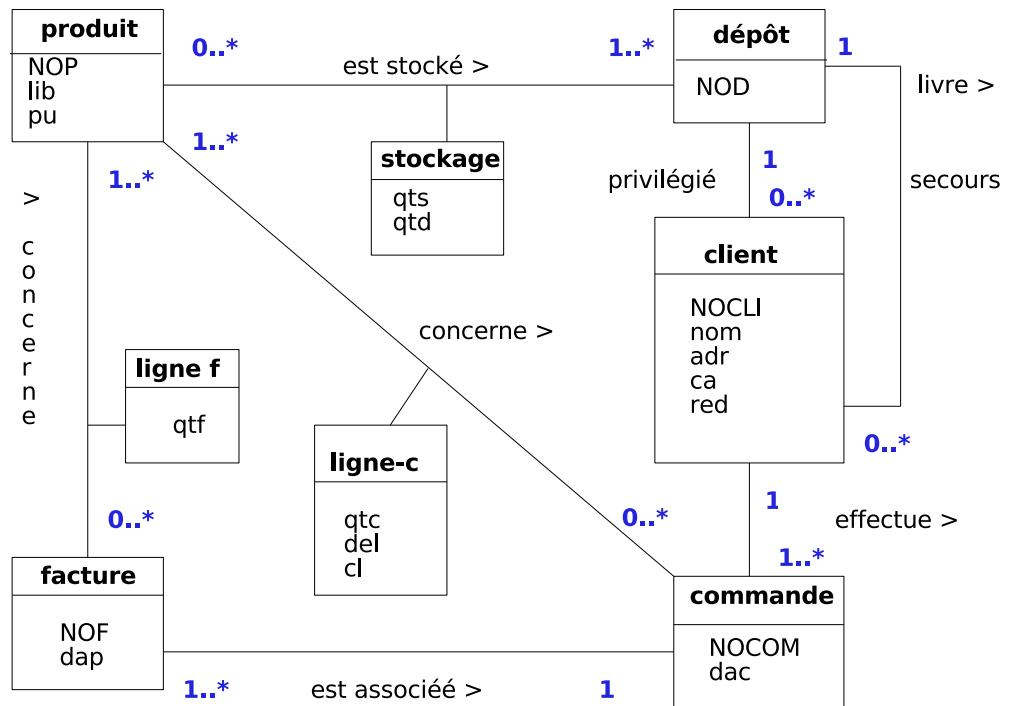 produit
NOP
lib
pu
0..*
est stocké >
1..*
dépôt
NOD
1
livre >
secours
1..*
1..*
stockage
qts
qtd
privilégié
1
0..*
client
NOCLI
nom
adr
ca
red
> concerne
concerne >
ligne f
qtf
ligne-c
qtc
del
cl
0..*
0..*
0..*
1
effectue >
1..*
facture
NOF
dap
commande
NOCOM
dac
1..*
est associéé >
1